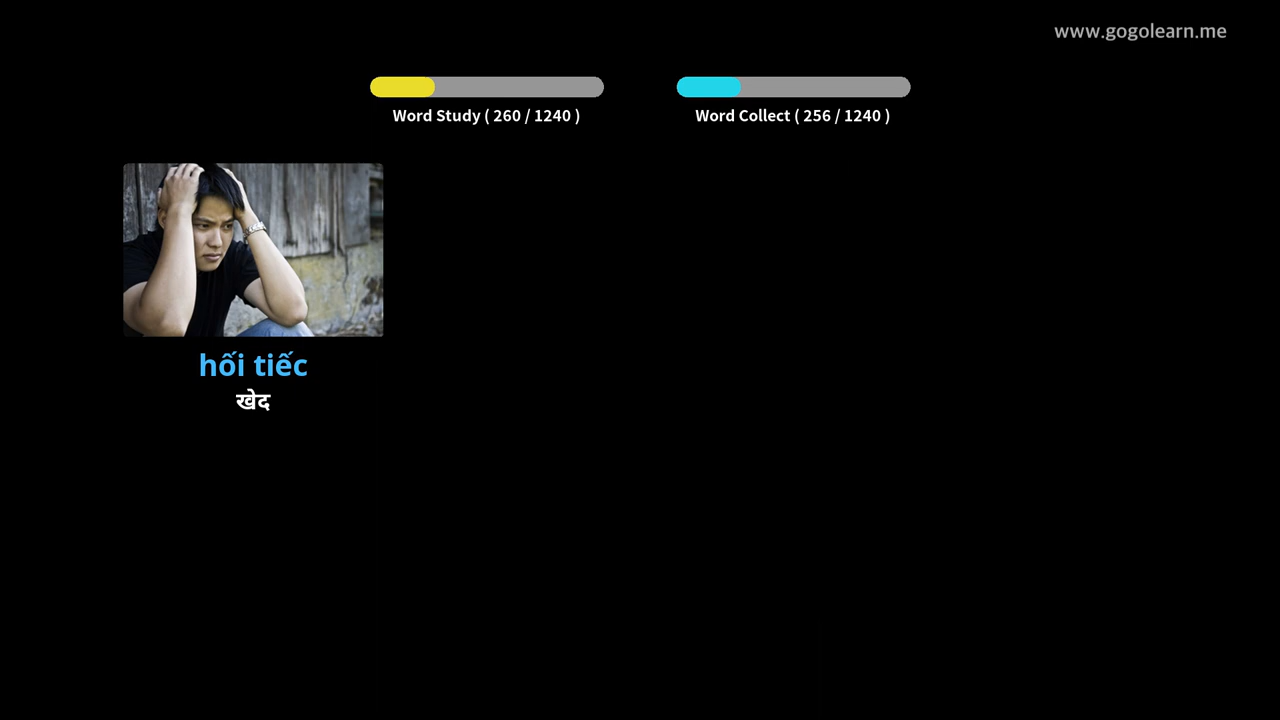 www.gogolearn.me
Word Study ( 260 / 1240 )
Word Collect ( 256 / 1240 )
hối tiếc
खेद